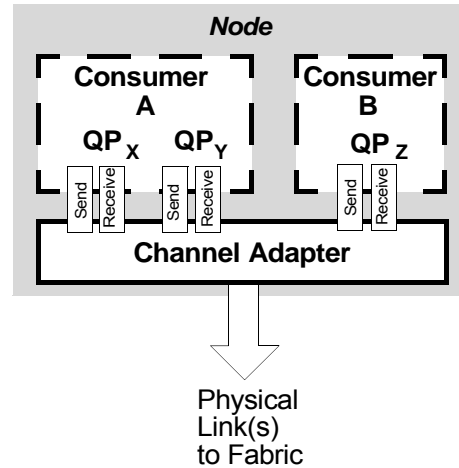 Node
Consumer
A
Consumer
B
QP X
QP Y
QP Z
Send
Receive
Send
Receive
Send
Receive
Channel Adapter
Physical
Link(s)
to Fabric